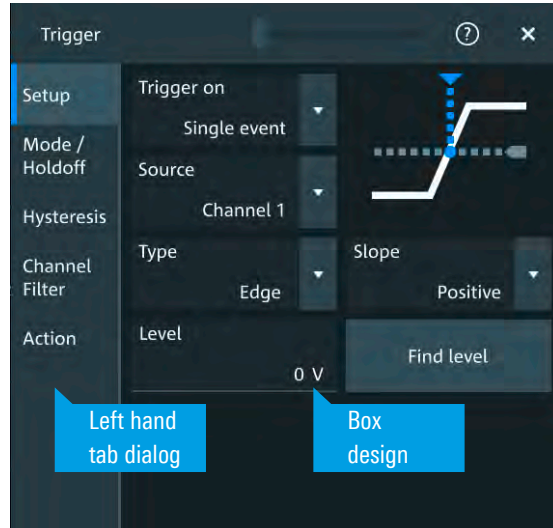 Trigger
?
×
Setup
Mode /
Holdoff
Hysteresis
Channel
Filter
Action
Trigger on
Single event
Source
Channel 1
Type
Edge
Slope
Positive
Level
0 V
Find level
Left hand
tab dialog
Box
design